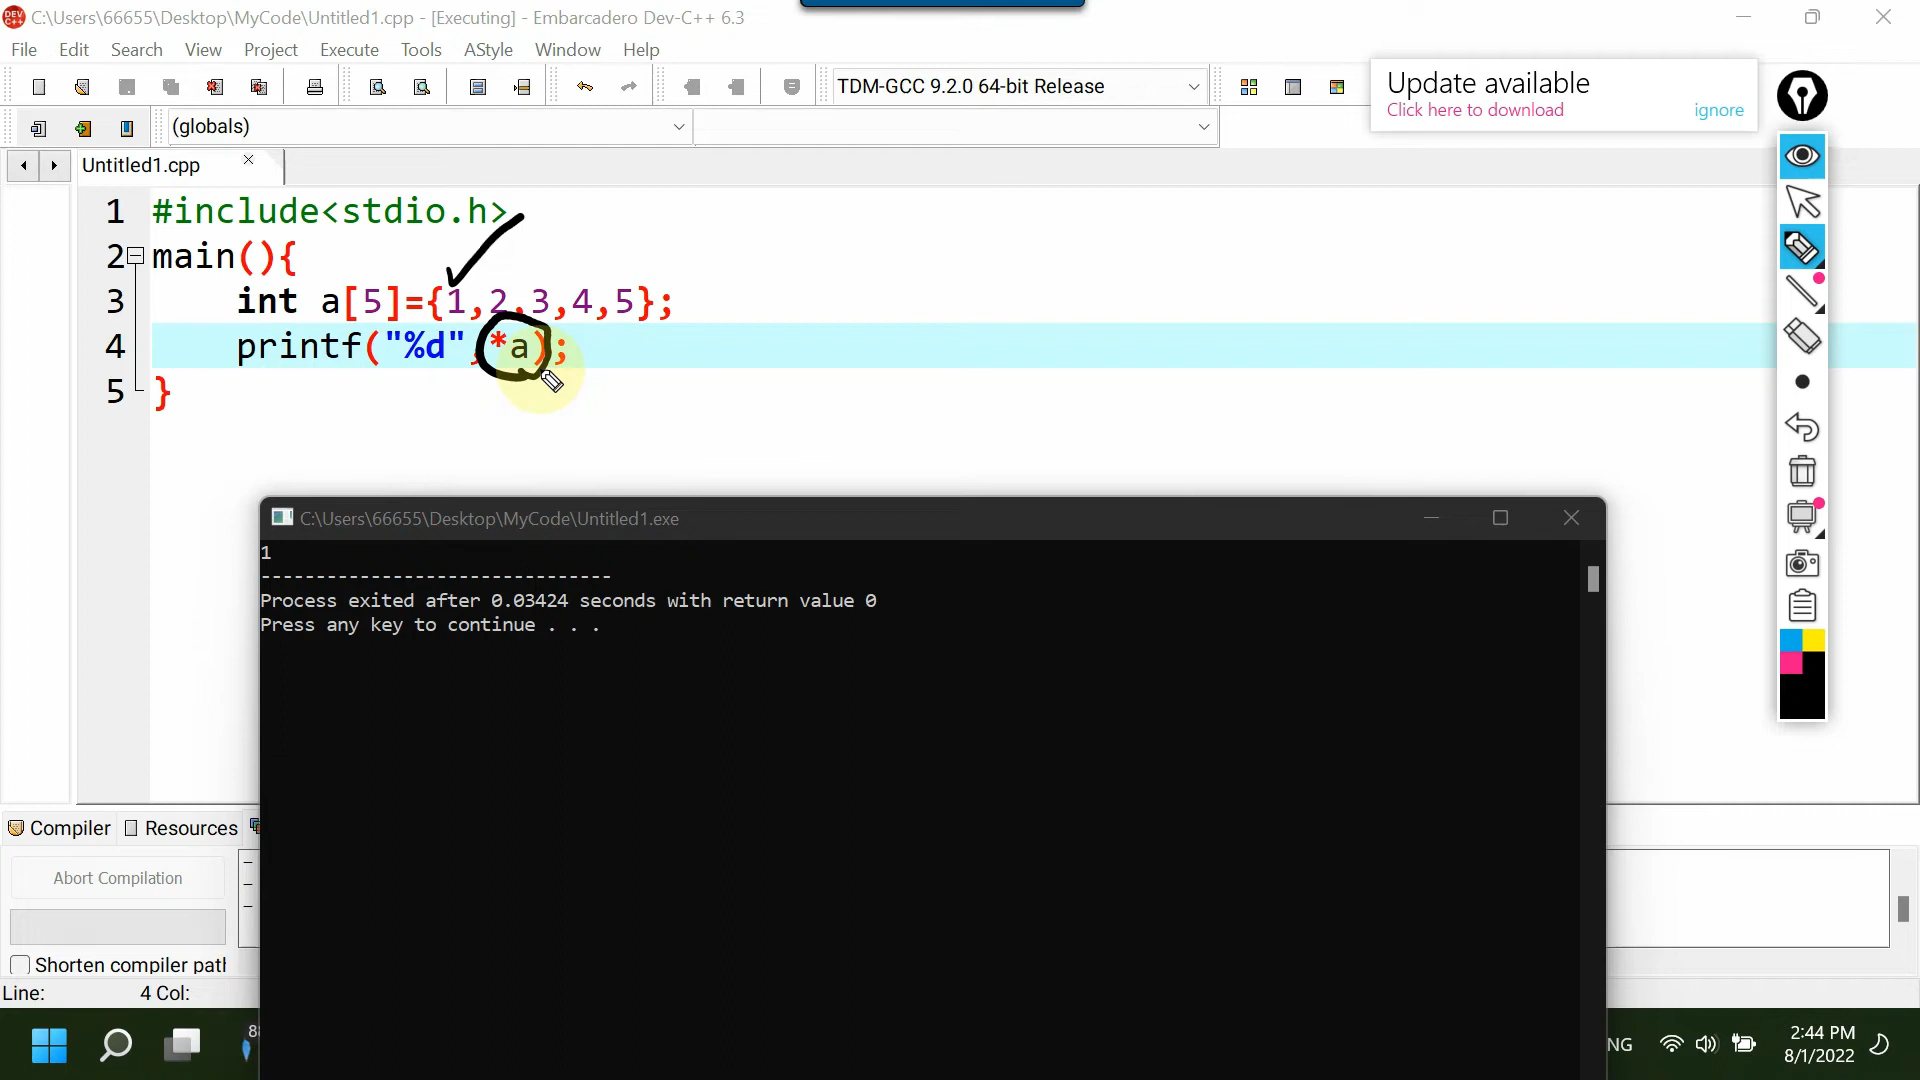 C:\Users\66655\Desktop\MyCode\Untitled1.cpp - [Executing] - Embarcadero Dev-C++ 6.3
File Edit Search View Project Execute Tools AStyle Window Help
TDM-GCC 9.2.0 64-bit Release
Update available
Click here to download ignore
(globals)
Untitled1.cpp
1 #include<stdio.h>
2 main(){
3 int a[5]={1,2,3,4,5};
4 printf("%d",*a);
5 }
C:\Users\66655\Desktop\MyCode\Untitled1.exe
1
--------------------------------
Process exited after 0.03424 seconds with return value 0
Press any key to continue . . .
Compiler Resources
Abort Compilation
Shorten compiler path
Line: 4 Col:
2:44 PM
8/1/2022